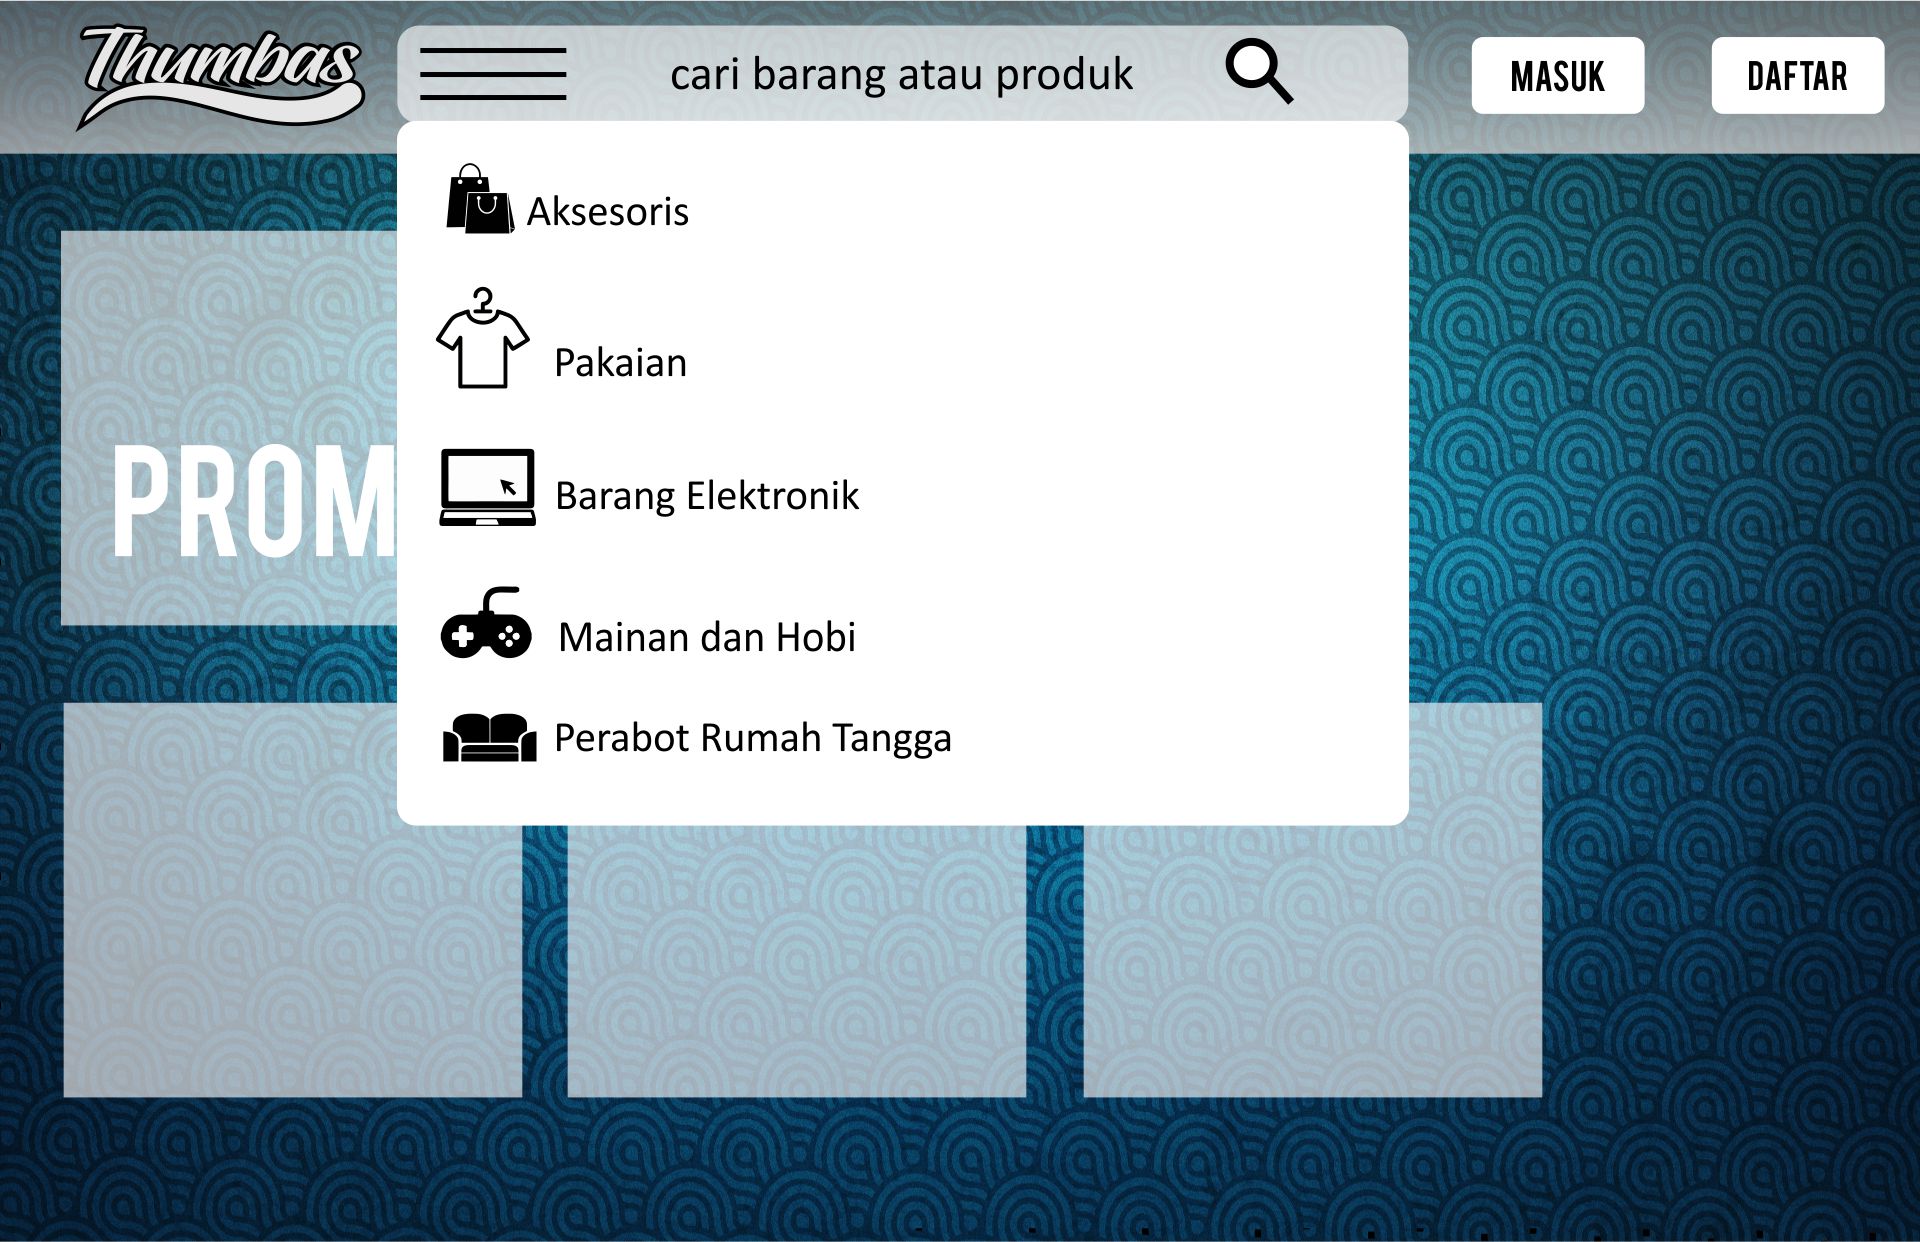 Thumbas
cari barang atau produk
MASUK
DAFTAR
Aksesoris
Pakaian
PROM
Barang Elektronik
Mainan dan Hobi
Perabot Rumah Tangga